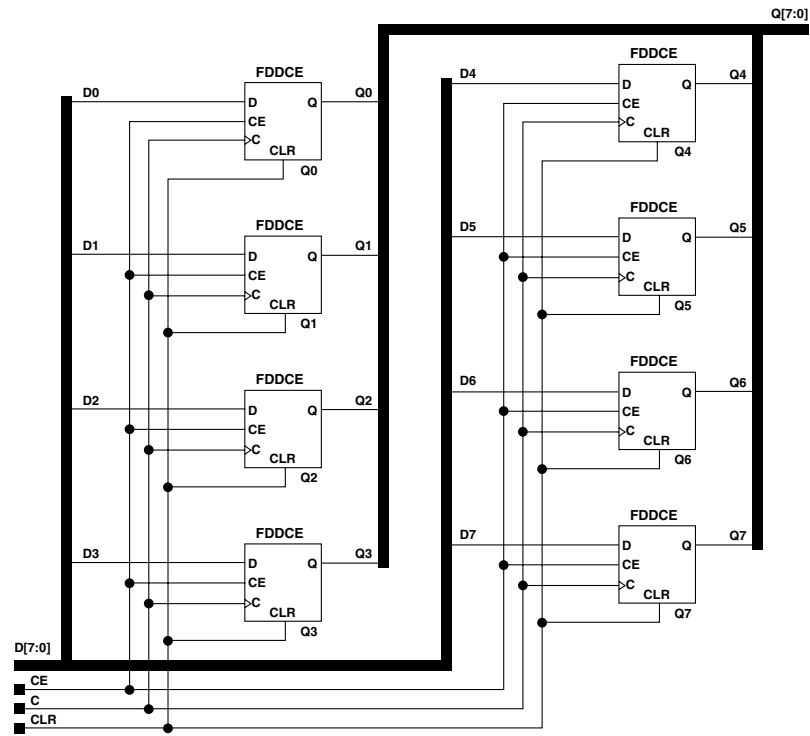 Q[7:0]
FDDCE
D0
D
Q
Q0
CE
C
CLR
Q0
FDDCE
D1
D
Q
Q1
CE
C
CLR
Q1
FDDCE
D2
D
Q
Q2
CE
C
CLR
Q2
FDDCE
D3
D
Q
Q3
CE
C
CLR
Q3
FDDCE
D4
D
Q
Q4
CE
C
CLR
Q4
FDDCE
D5
D
Q
Q5
CE
C
CLR
Q5
FDDCE
D6
D
Q
Q6
CE
C
CLR
Q6
FDDCE
D7
D
Q
Q7
CE
C
CLR
Q7
D[7:0]
CE
C
CLR